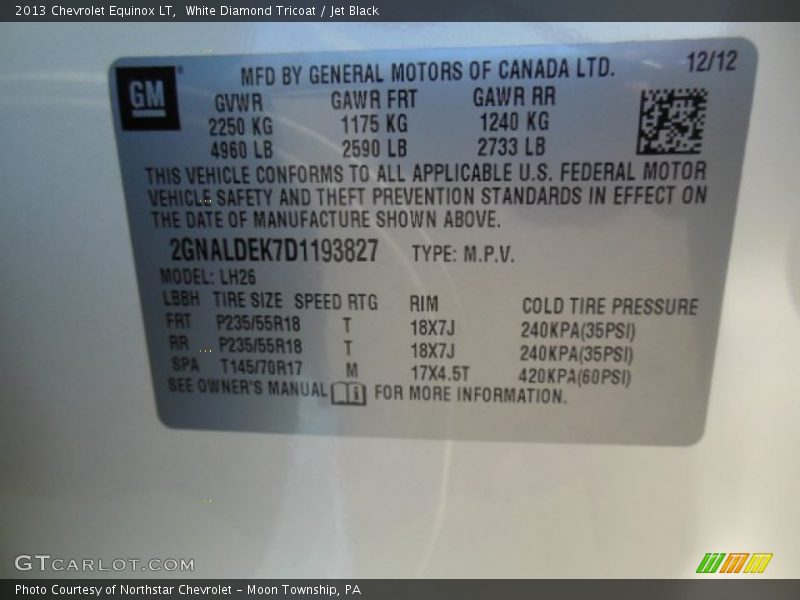 2013 Chevrolet Equinox LT,  White Diamond Tricoat / Jet Black
GM
MFD BY GENERAL MOTORS OF CANADA LTD. 12/12
GVWR GAWR FRT GAWR RR
2250 KG 1175 KG 1240 KG
4960 LB 2590 LB 2733 LB
THIS VEHICLE CONFORMS TO ALL APPLICABLE U.S. FEDERAL MOTOR
VEHICLE SAFETY AND THEFT PREVENTION STANDARDS IN EFFECT ON
THE DATE OF MANUFACTURE SHOWN ABOVE.
2GNALDEK7D1193827 TYPE: M.P.V.
MODEL: LH26
LBBH TIRE SIZE SPEED RTG RIM COLD TIRE PRESSURE
FRT P235/55R18 T 18X7J 240KPA(35PSI)
RR P235/55R18 T 18X7J 240KPA(35PSI)
SPA T145/70R17 M 17X4.5T 420KPA(60PSI)
SEE OWNER'S MANUAL i FOR MORE INFORMATION.
GTCARLOT.COM
Photo Courtesy of Northstar Chevrolet - Moon Township, PA